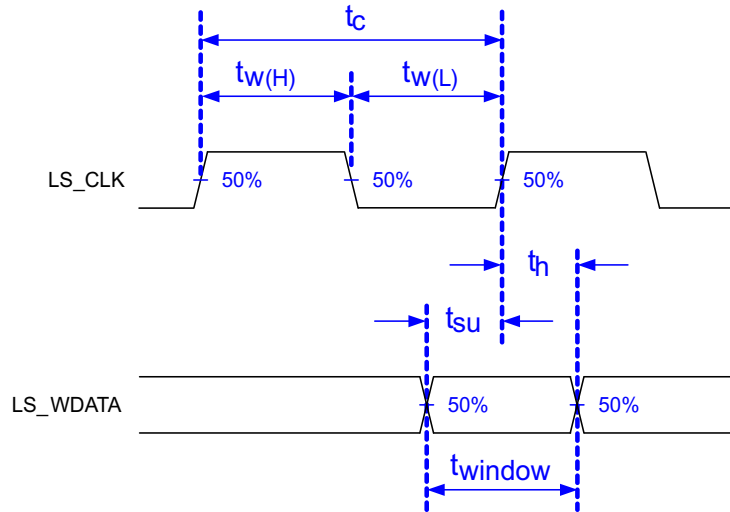 tc
tw(H) tw(L)
LS_CLK 50% 50% 50%
th
tsu
LS_WDATA 50% 50%
twindow